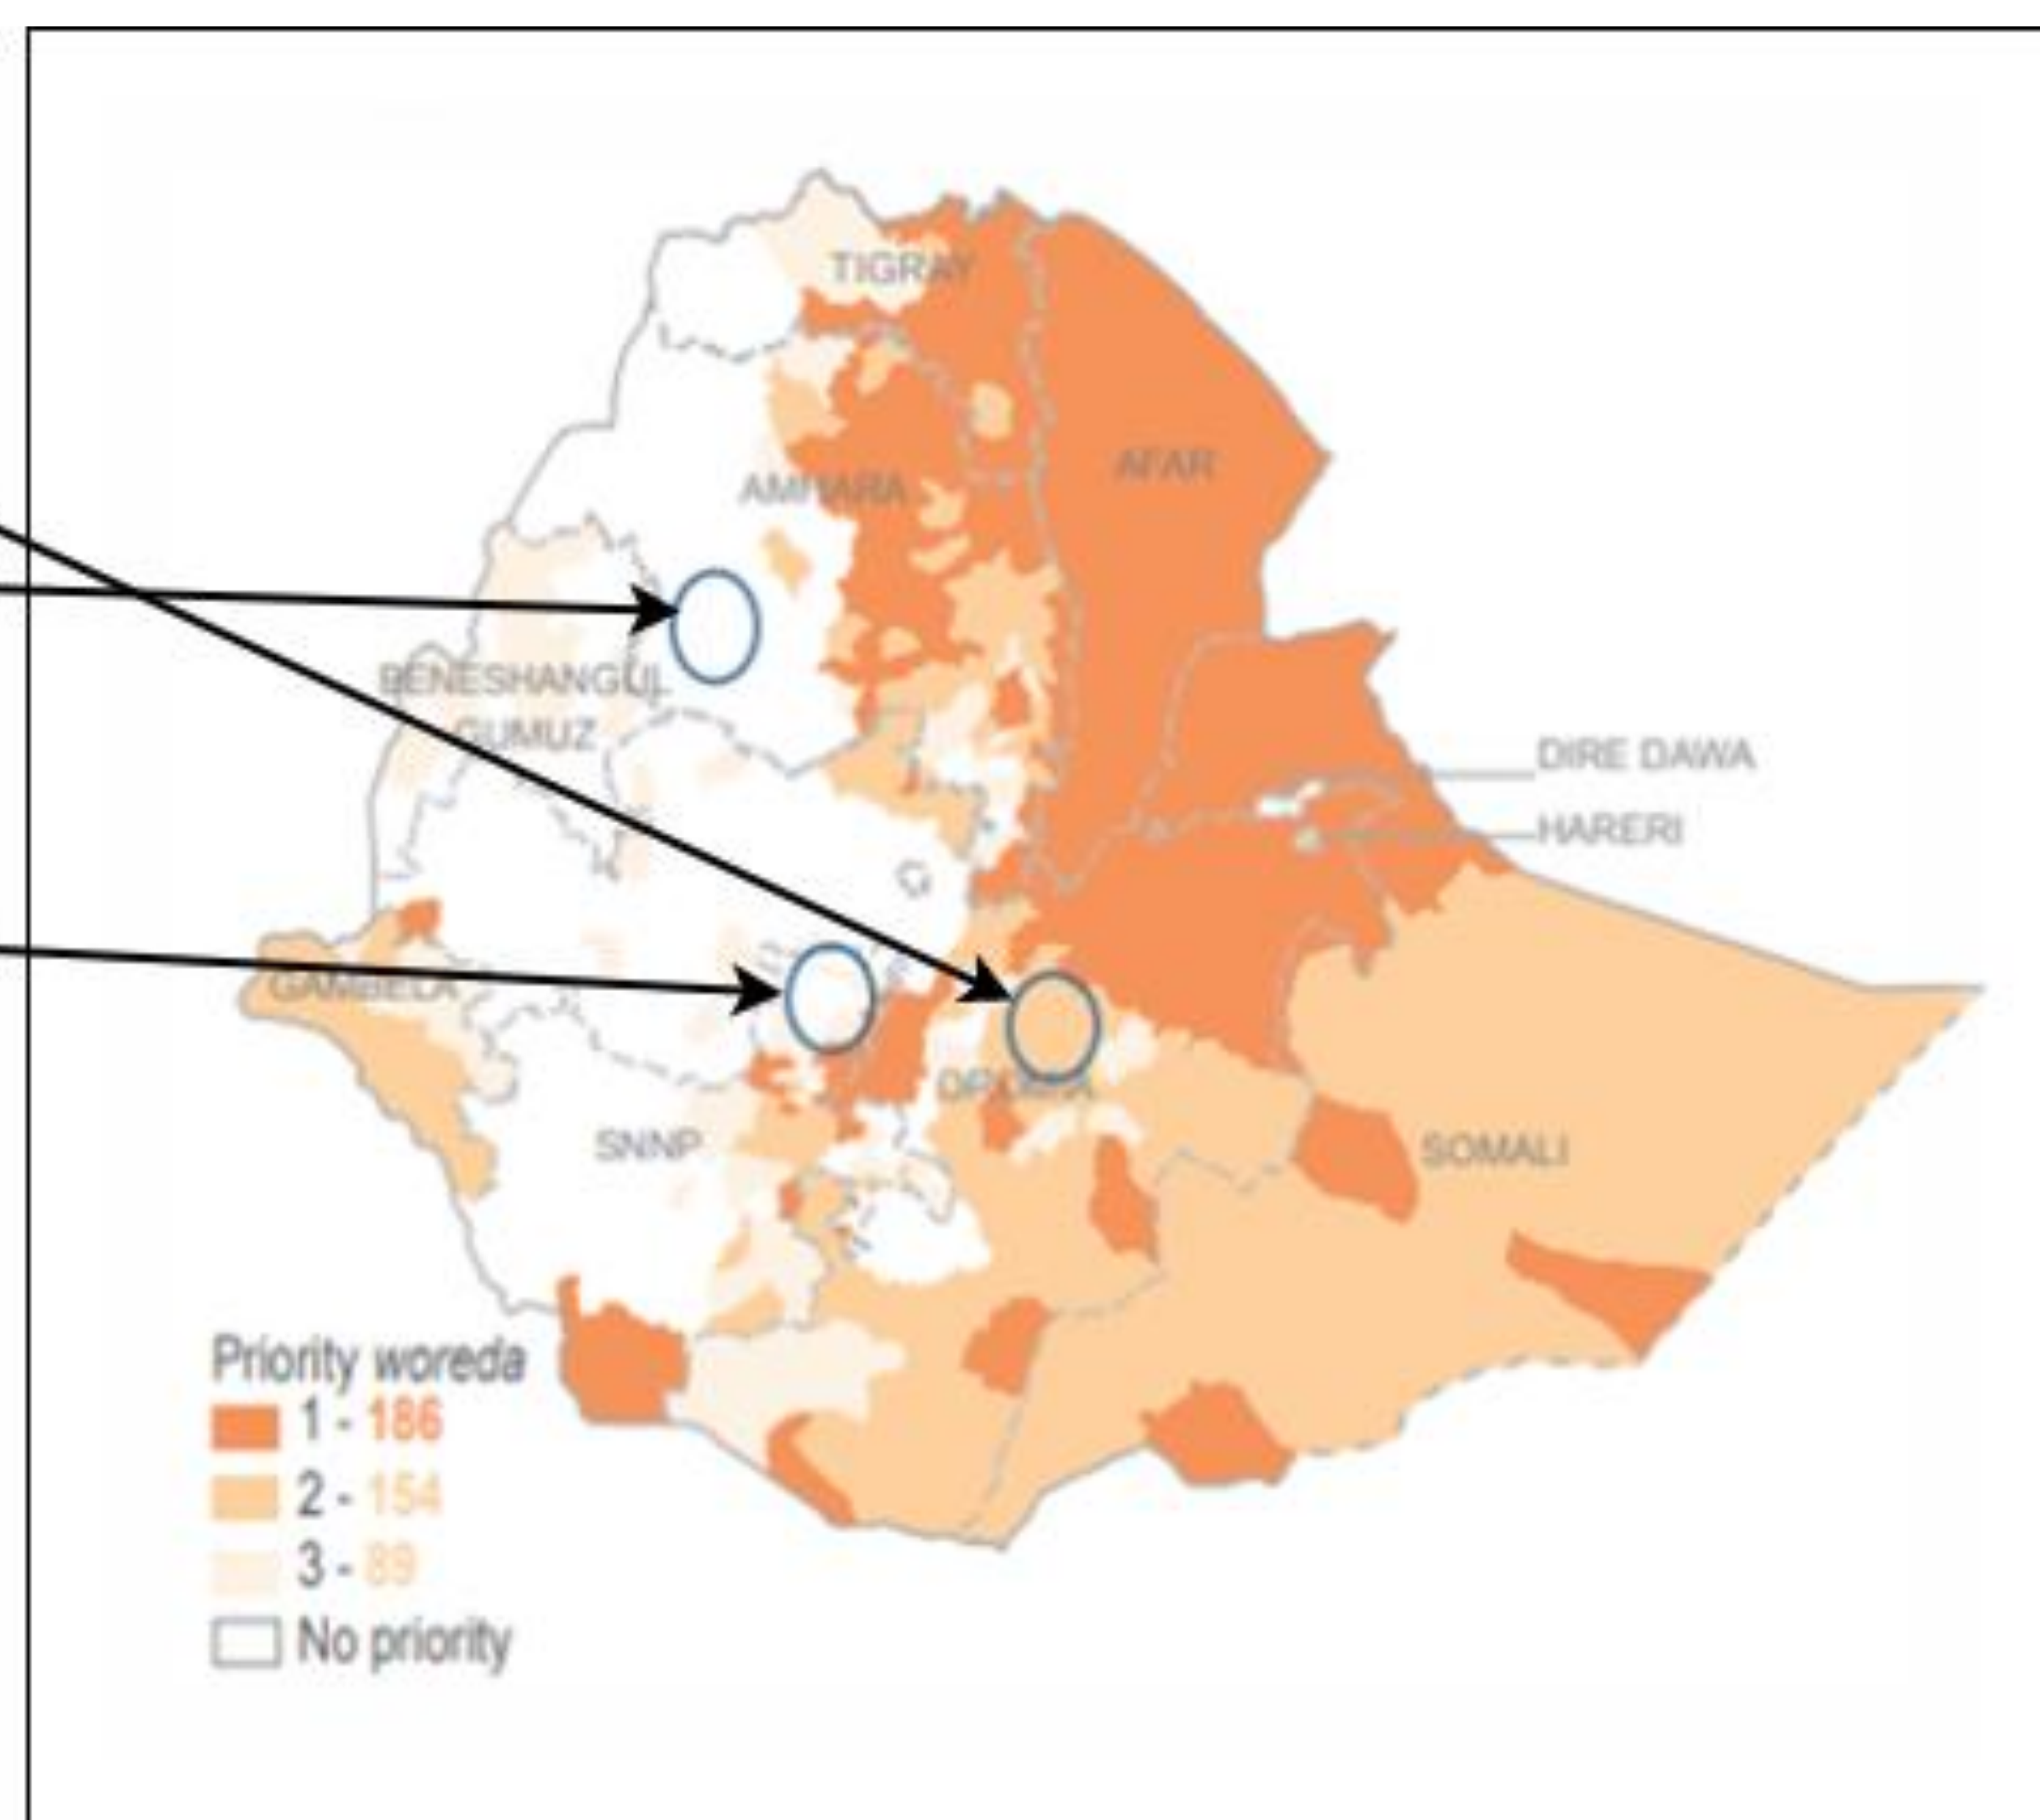 TIGRAY
AFAR
AMHARA
BENESHANGUL
GUMUZ
DIRE DAWA
HARERI
GAMBELA
OROMIA
SNNP
SOMALI
Priority woreda
1 - 186
2 - 154
3 - 89
No priority